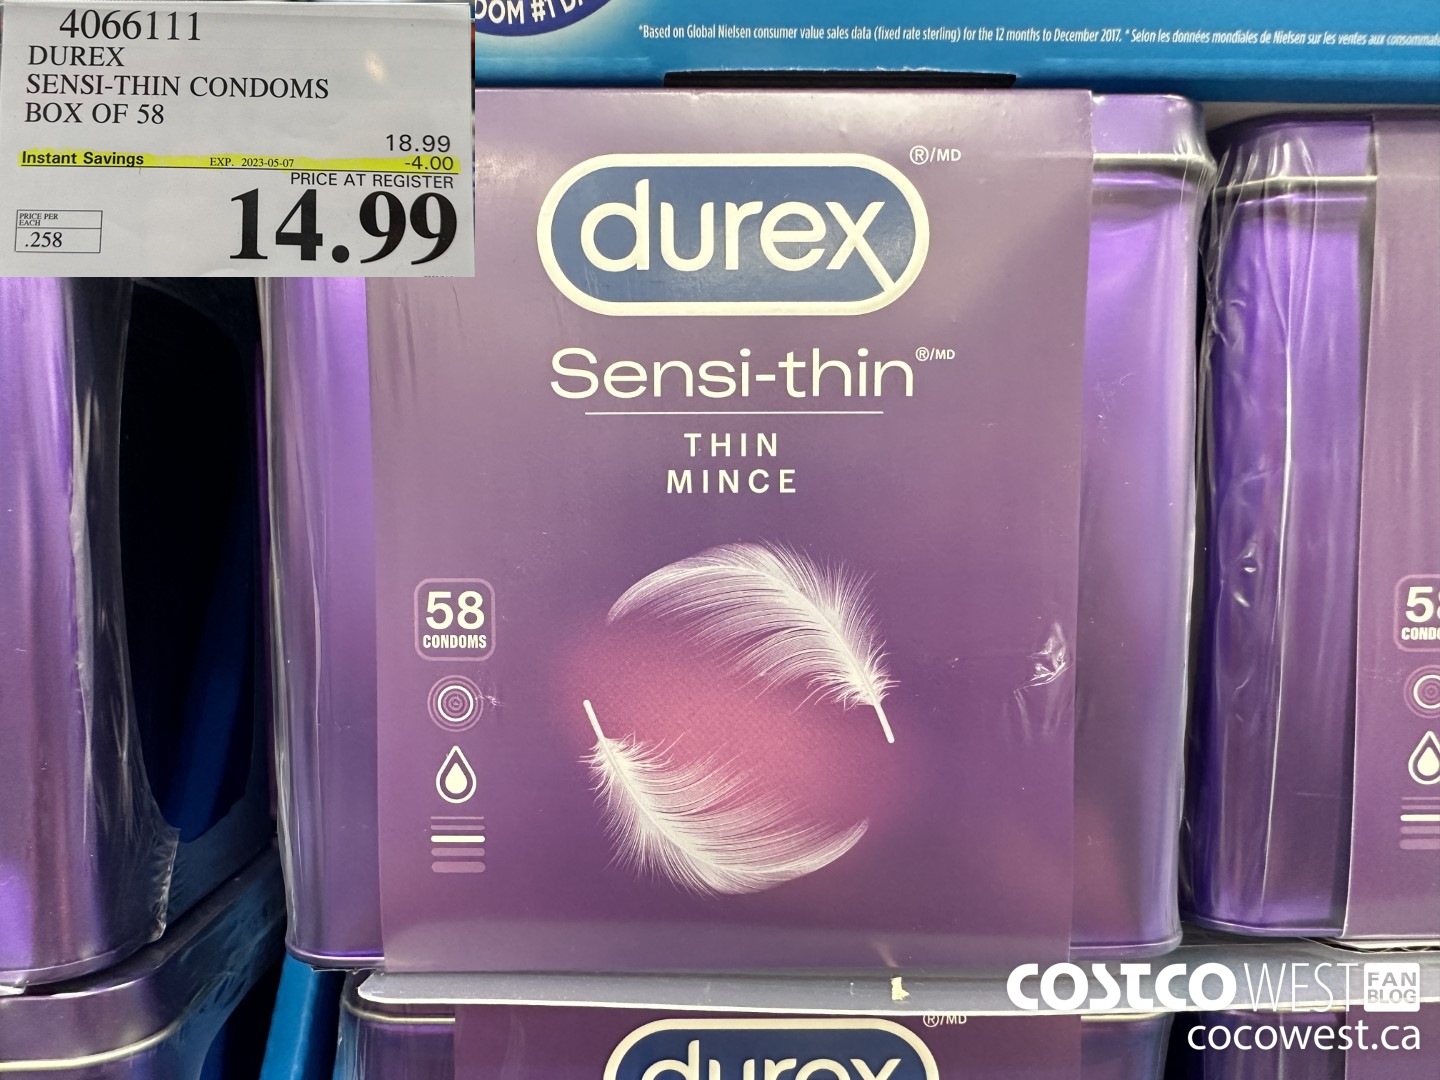 4066111
DUREX
SENSI-THIN CONDOMS
BOX OF 58
18.99
Instant Savings EXP. 2023-05-07 -4.00
PRICE AT REGISTER
14.99
PRICE PER
EACH
.258
DOM #1
*Based on Global Nielsen consumer value sales data (fixed rate sterling) for the 12 months to December 2017. * Selon les données mondiales de Nielsen sur les ventes aux
®/MD
durex
Sensi-thin®/MD
THIN
MINCE
58
CONDOMS
58
COND
®/MD
durex
COSTCO WEST FAN BLOG
cocowest.ca